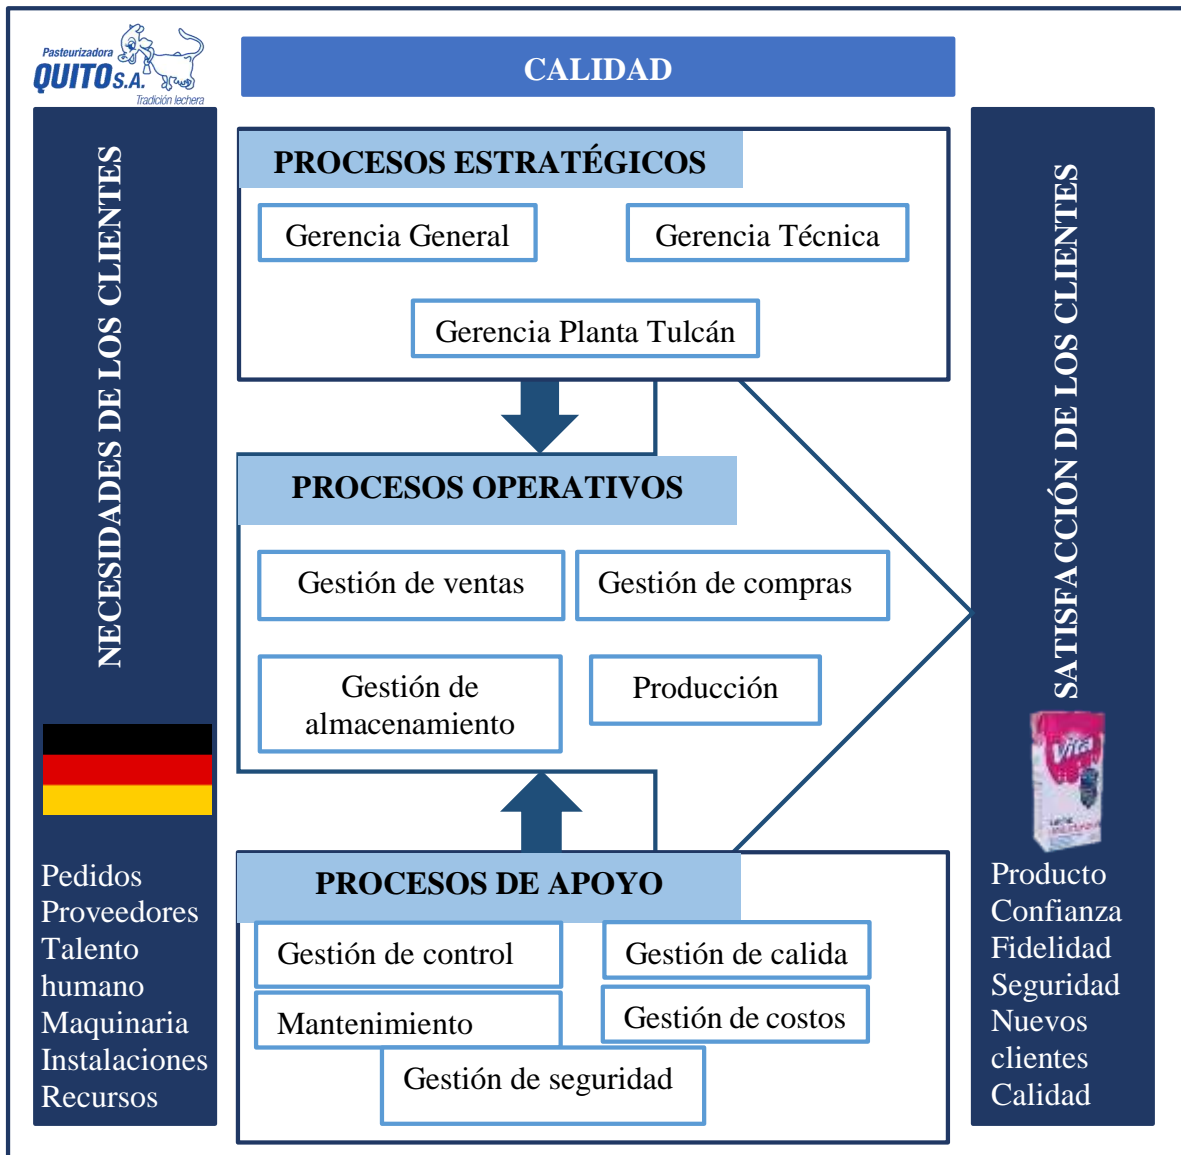 Pasteurizadora
QUITO S.A.
Tradición lechera
CALIDAD
NECESIDADES DE LOS CLIENTES
PROCESOS ESTRATÉGICOS
Gerencia General
Gerencia Técnica
Gerencia Planta Tulcán
PROCESOS OPERATIVOS
Gestión de ventas
Gestión de compras
Gestión de
almacenamiento
Producción
PROCESOS DE APOYO
Gestión de control
Gestión de calida
Mantenimiento
Gestión de costos
Gestión de seguridad
Pedidos
Proveedores
Talento
humano
Maquinaria
Instalaciones
Recursos
SATISFACCIÓN DE LOS CLIENTES
Vita
Producto
Confianza
Fidelidad
Seguridad
Nuevos
clientes
Calidad